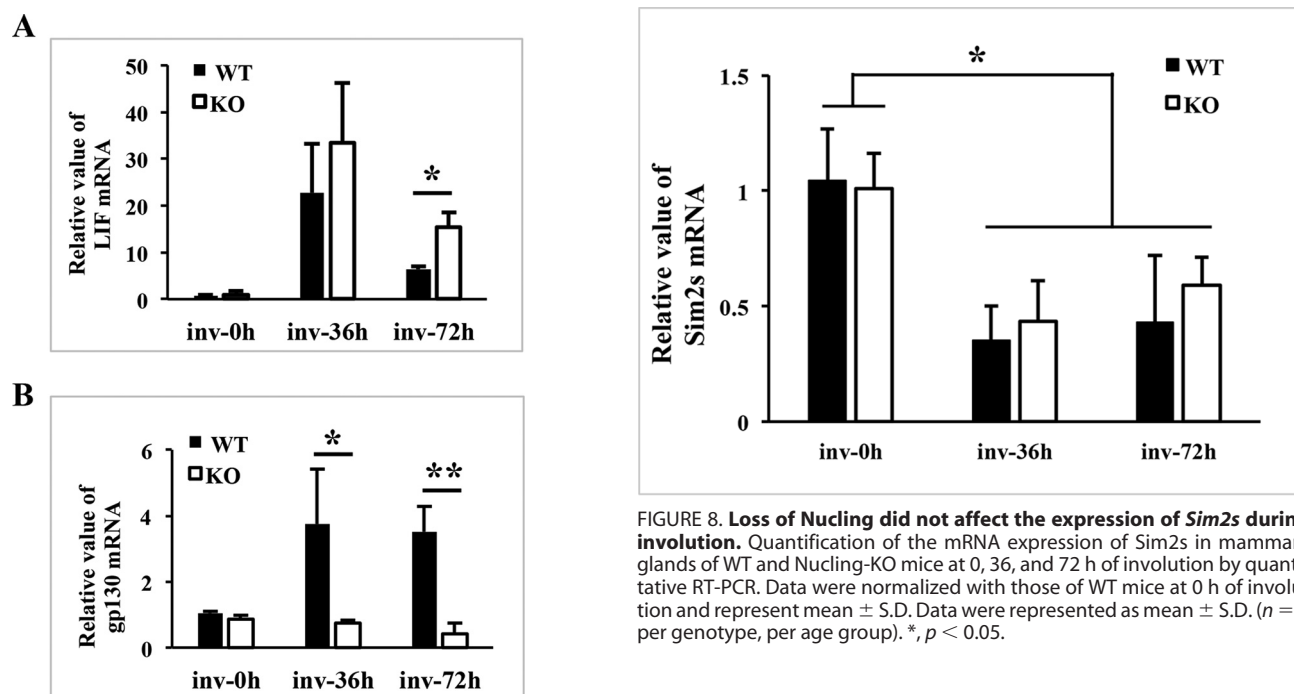 A
Relative value of
LIF mRNA
50
40
30
20
10
0
WT
KO
*
inv-0h inv-36h inv-72h
B
Relative value of
gp130 mRNA
6
4
2
0
WT
KO
*
**
inv-0h inv-36h inv-72h
Relative value of
Sim2s mRNA
1.5
1
0.5
0
*
WT
KO
inv-0h inv-36h inv-72h
FIGURE 8. Loss of Nucling did not affect the expression of Sim2s durin
involution. Quantification of the mRNA expression of Sim2s in mammar
glands of WT and Nucling-KO mice at 0, 36, and 72 h of involution by quant
tative RT-PCR. Data were normalized with those of WT mice at 0 h of involu
tion and represent mean ± S.D. Data were represented as mean ± S.D. (n =
per genotype, per age group). *, p < 0.05.